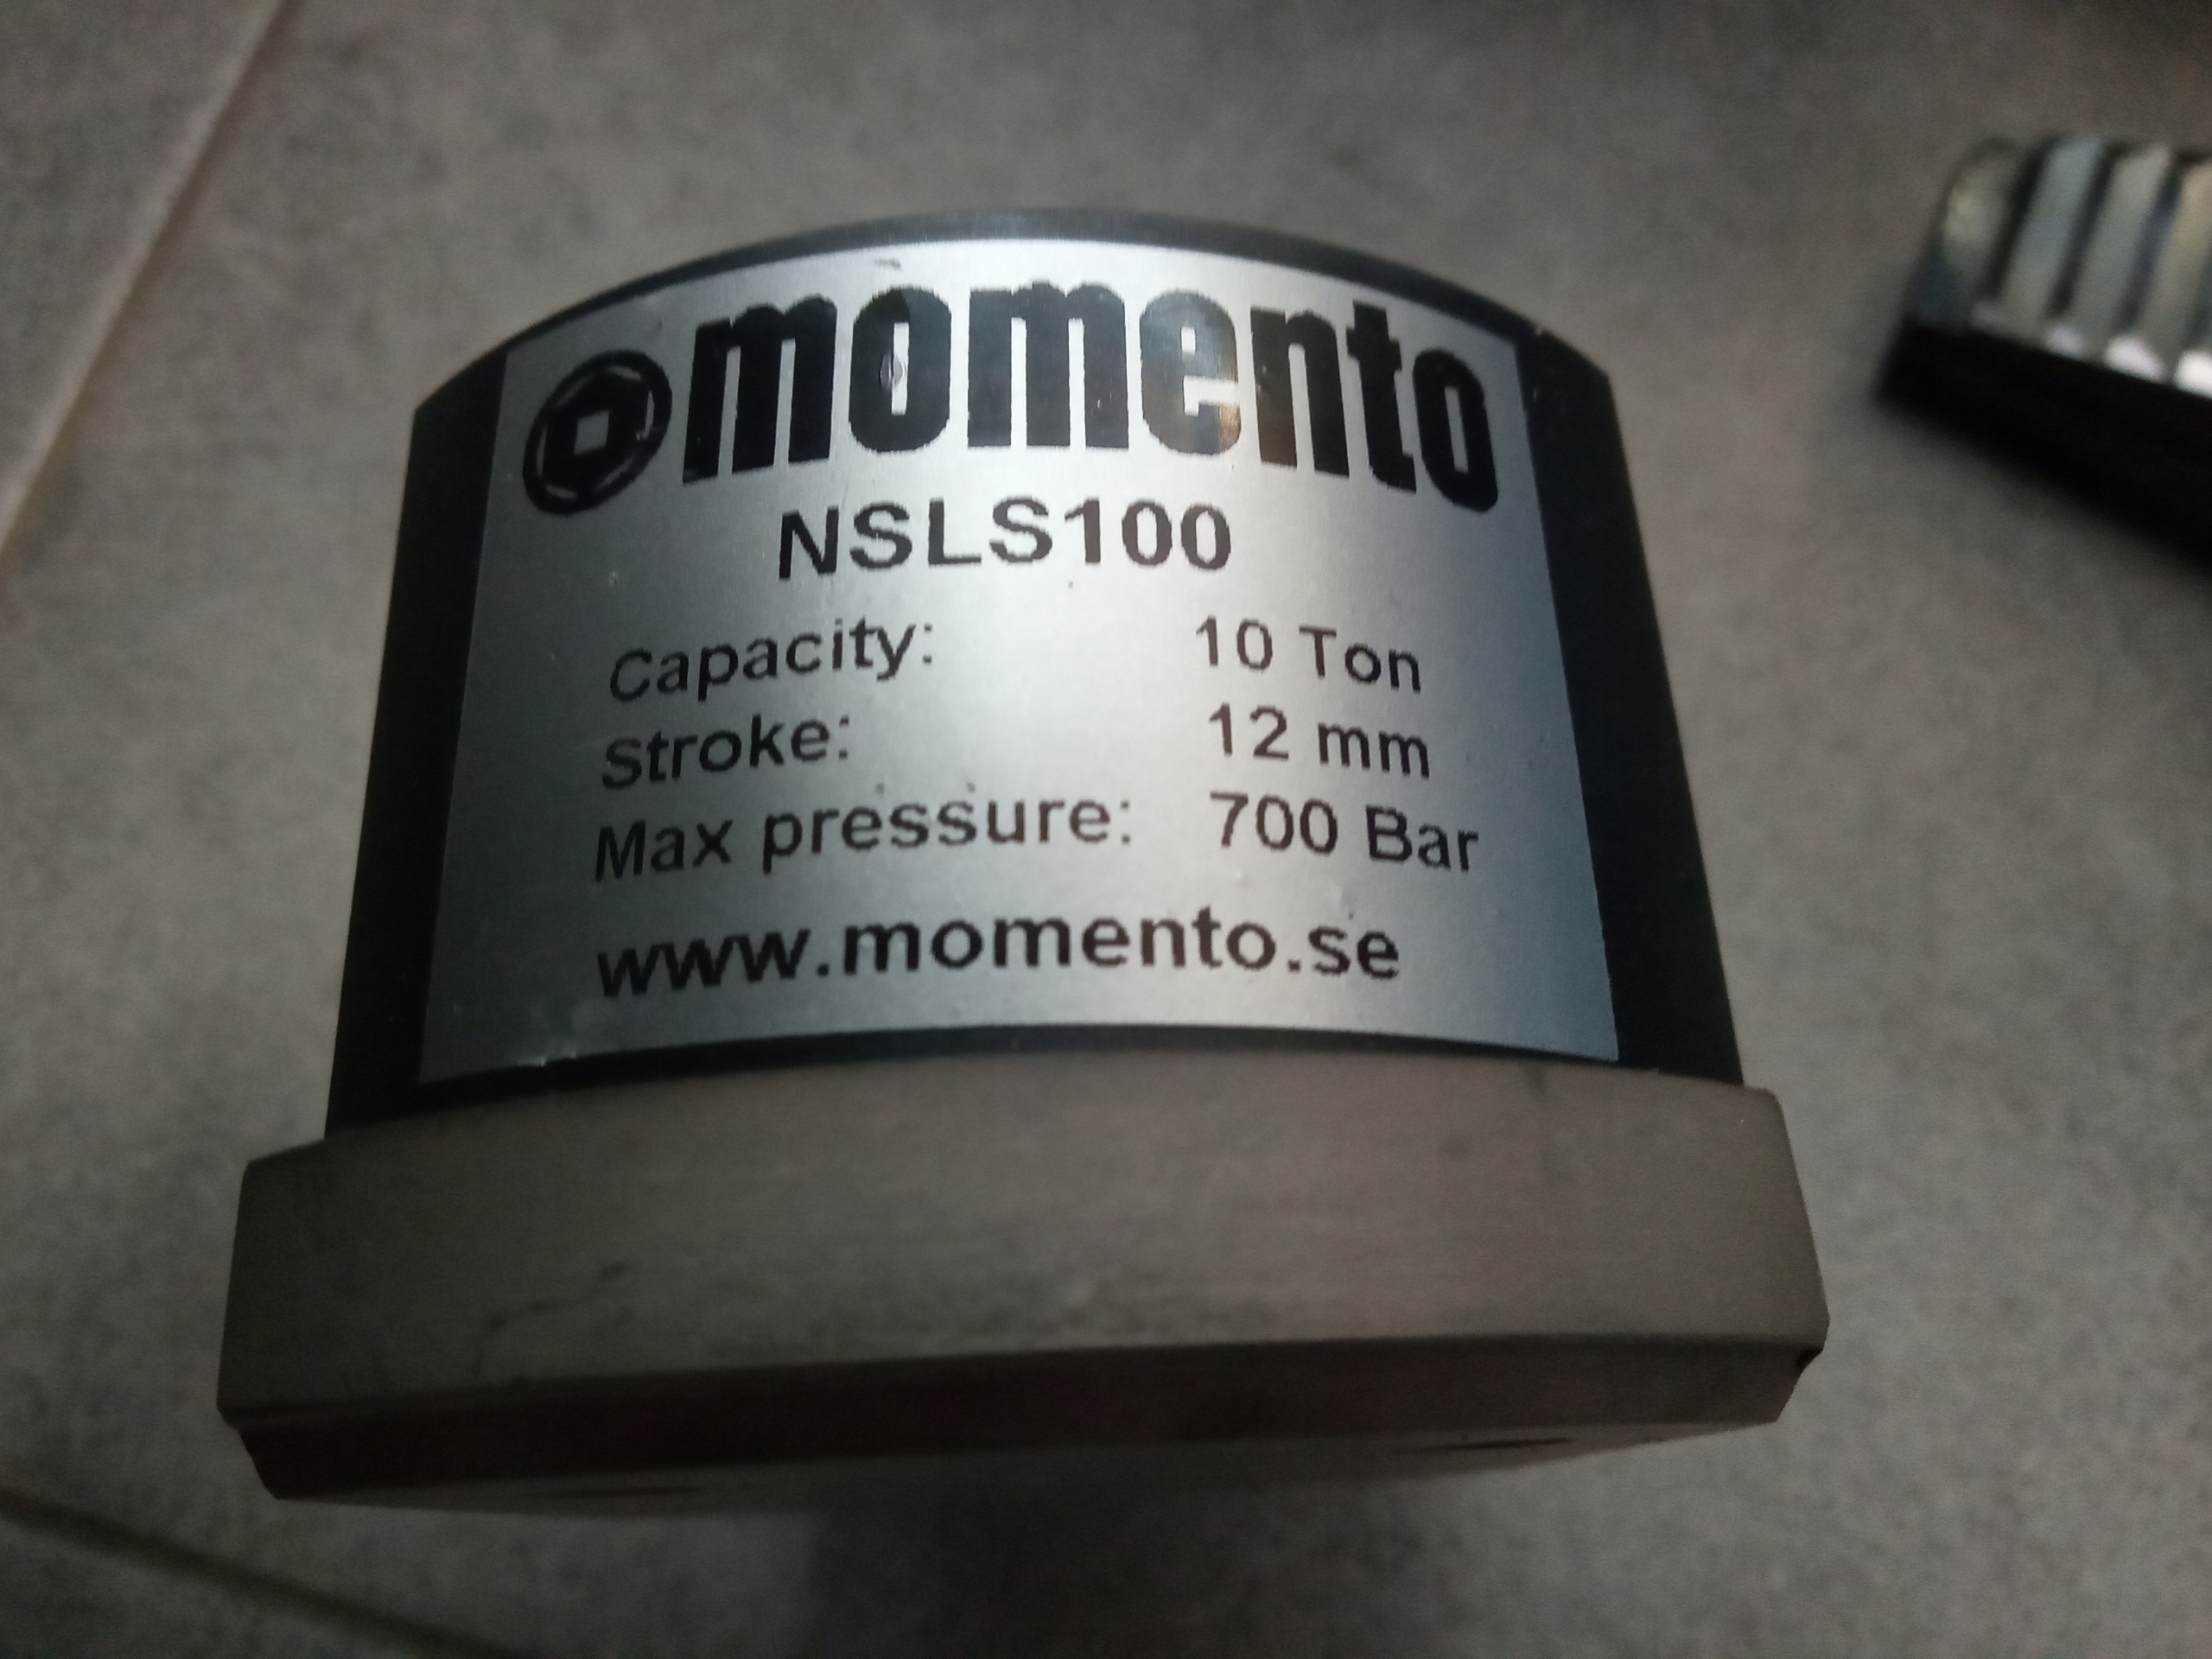 momento
NSLS100
Capacity: 10 Ton
Stroke: 12 mm
Max pressure: 700 Bar
www.momento.se